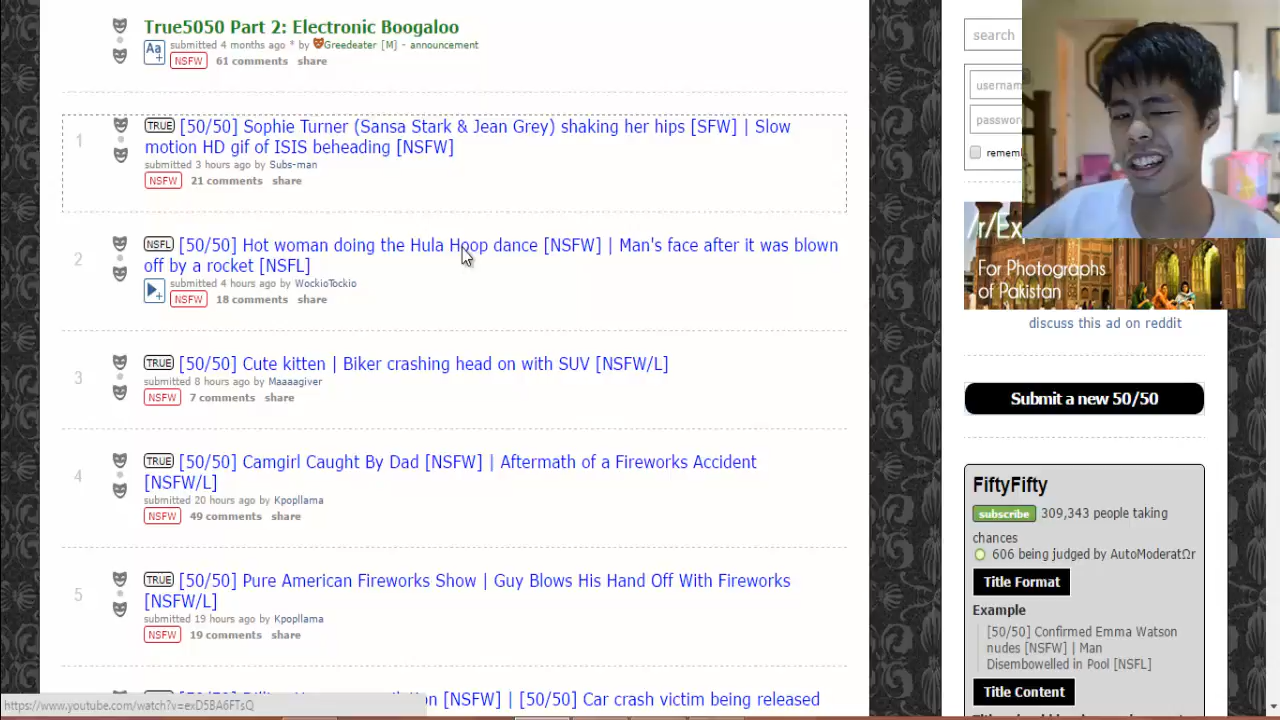 True5050 Part 2: Electronic Boogaloo
Aa submitted 4 months ago * by Greedeater [M] - announcement
NSFW 61 comments share
1
TRUE [50/50] Sophie Turner (Sansa Stark & Jean Grey) shaking her hips [SFW] | Slow
motion HD gif of ISIS beheading [NSFW]
submitted 3 hours ago by Subs-man
NSFW 21 comments share
2
NSFL [50/50] Hot woman doing the Hula Hoop dance [NSFW] | Man's face after it was blown
off by a rocket [NSFL]
submitted 4 hours ago by WockioTockio
NSFW 18 comments share
3
TRUE [50/50] Cute kitten | Biker crashing head on with SUV [NSFW/L]
submitted 8 hours ago by Maaaagiver
NSFW 7 comments share
4
TRUE [50/50] Camgirl Caught By Dad [NSFW] | Aftermath of a Fireworks Accident
[NSFW/L]
submitted 20 hours ago by Kpopllama
NSFW 49 comments share
5
TRUE [50/50] Pure American Fireworks Show | Guy Blows His Hand Off With Fireworks
[NSFW/L]
submitted 19 hours ago by Kpopllama
NSFW 19 comments share
[NSFW] | [50/50] Car crash victim being released
https://www.youtube.com/watch?v=exD5BA6FTsQ
search
usernam
password
rememb
For Photographs
of Pakistan
discuss this ad on reddit
Submit a new 50/50
FiftyFifty
subscribe 309,343 people taking
chances
606 being judged by AutoModeratΩr
Title Format
Example
[50/50] Confirmed Emma Watson
nudes [NSFW] | Man
Disembowelled in Pool [NSFL]
Title Content